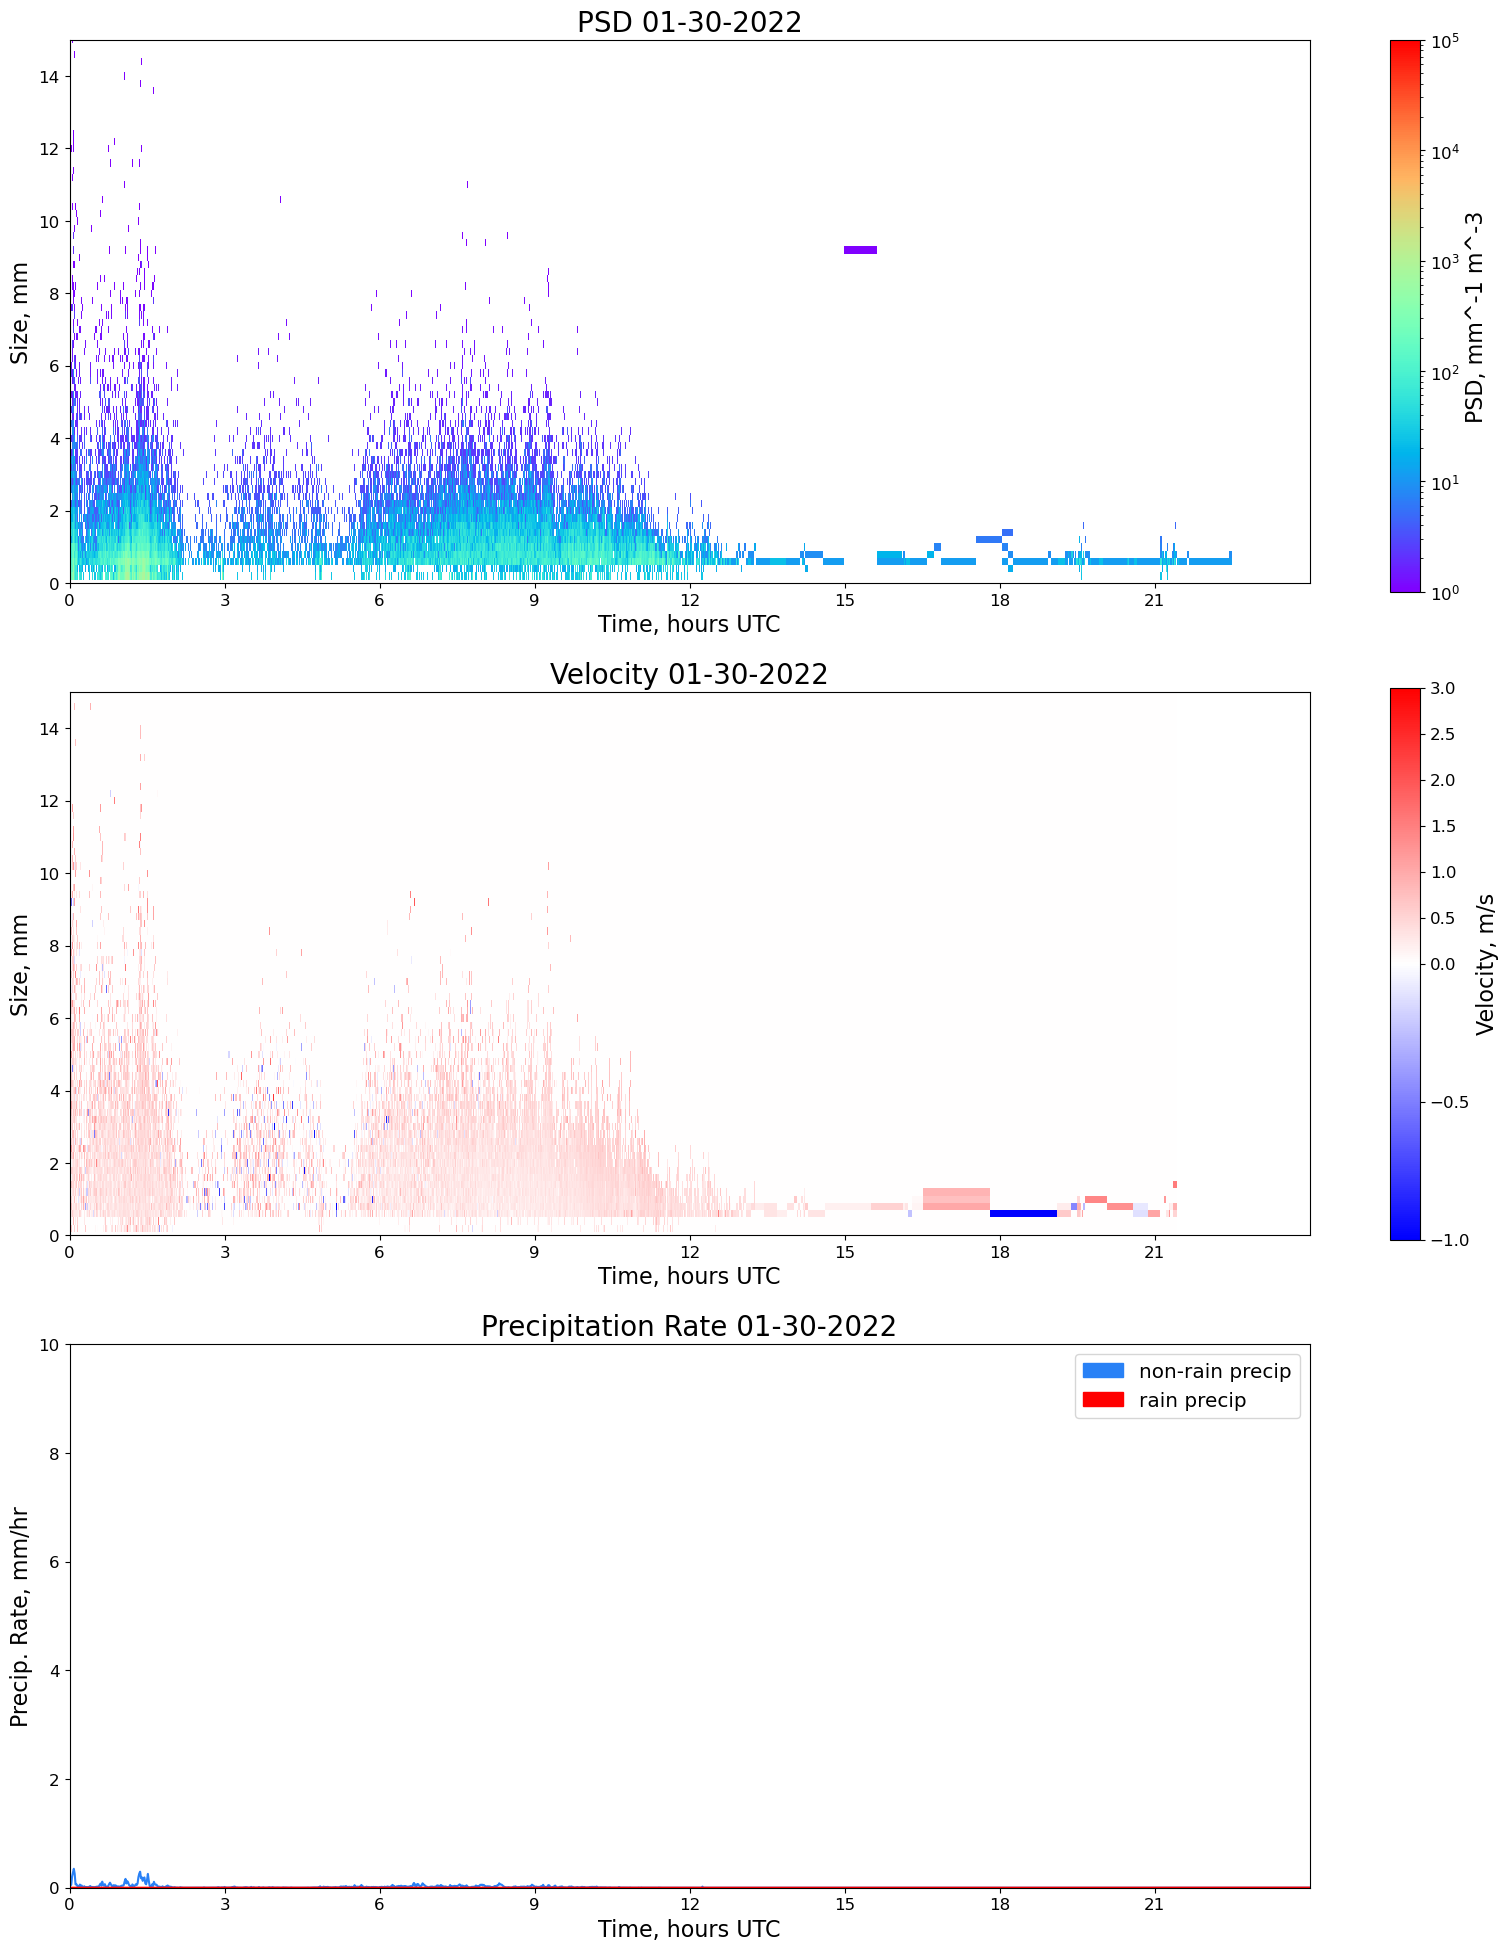 PSD 01-30-2022
14
12
10
8
6
4
2
0
Size, mm
0 3 6 9 12 15 18 21
Time, hours UTC
10^5
10^4
10^3
10^2
10^1
10^0
PSD, mm^-1 m^-3
Velocity 01-30-2022
14
12
10
8
6
4
2
0
Size, mm
0 3 6 9 12 15 18 21
Time, hours UTC
3.0
2.5
2.0
1.5
1.0
0.5
0.0
−0.5
−1.0
Velocity, m/s
Precipitation Rate 01-30-2022
10
8
6
4
2
0
Precip. Rate, mm/hr
non-rain precip
rain precip
0 3 6 9 12 15 18 21
Time, hours UTC